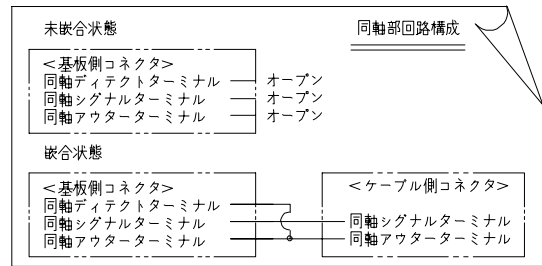 未嵌合状態
同軸部回路構成
<基板側コネクタ>
同軸ディテクトターミナル オープン
同軸シグナルターミナル オープン
同軸アウターターミナル オープン
嵌合状態
<基板側コネクタ> <ケーブル側コネクタ>
同軸ディテクトターミナル
同軸シグナルターミナル 同軸シグナルターミナル
同軸アウターターミナル 同軸アウターターミナル